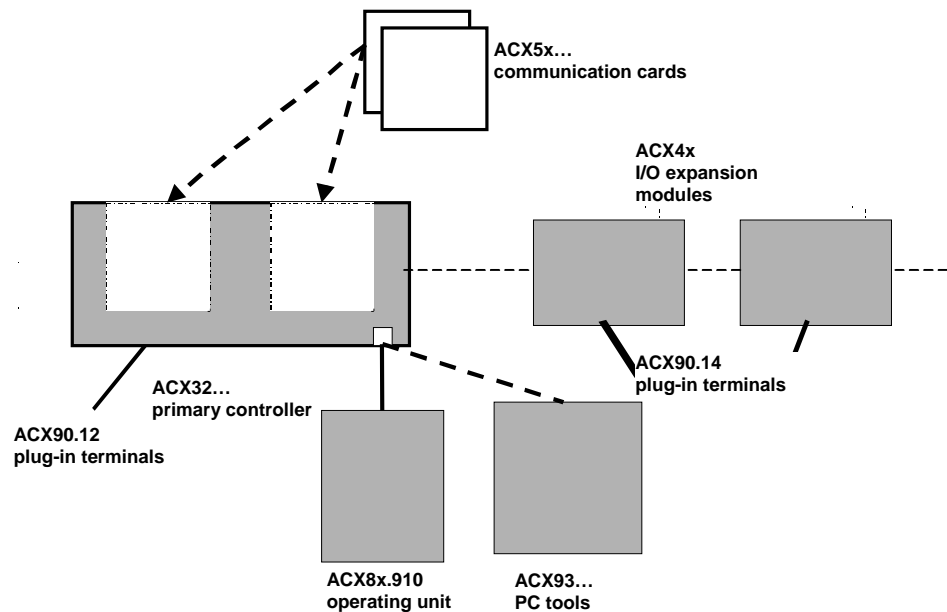 ACX5x…
communication cards
ACX4x
I/O expansion
modules
ACX90.14
plug-in terminals
ACX32…
primary controller
ACX90.12
plug-in terminals
ACX8x.910
operating unit
ACX93…
PC tools